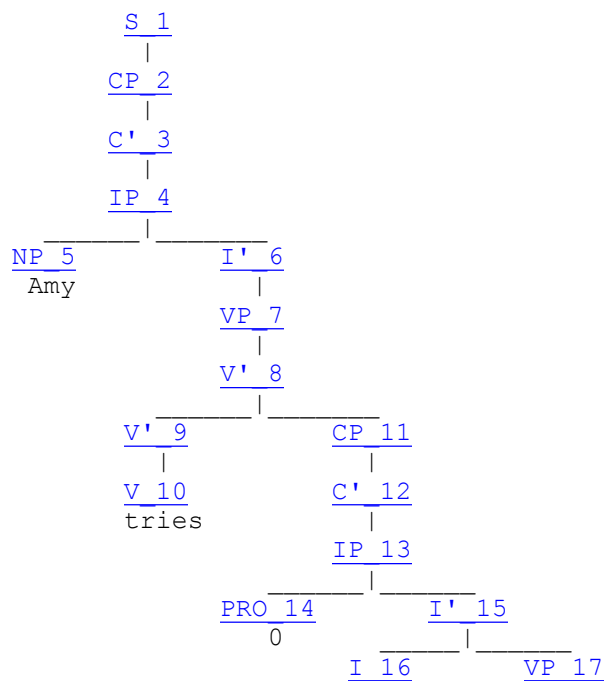 S_1
CP_2
C'_3
IP_4
NP_5 I'_6
Amy
VP_7
V'_8
V'_9 CP_11
V_10 C'_12
tries
IP_13
PRO_14 I'_15
0
I_16 VP_17